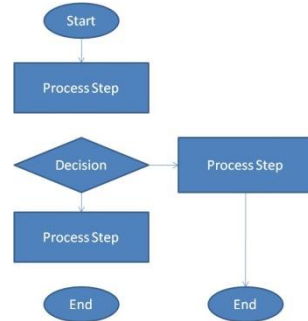 Start
Process Step
Decision
Process Step
Process Step
End
End